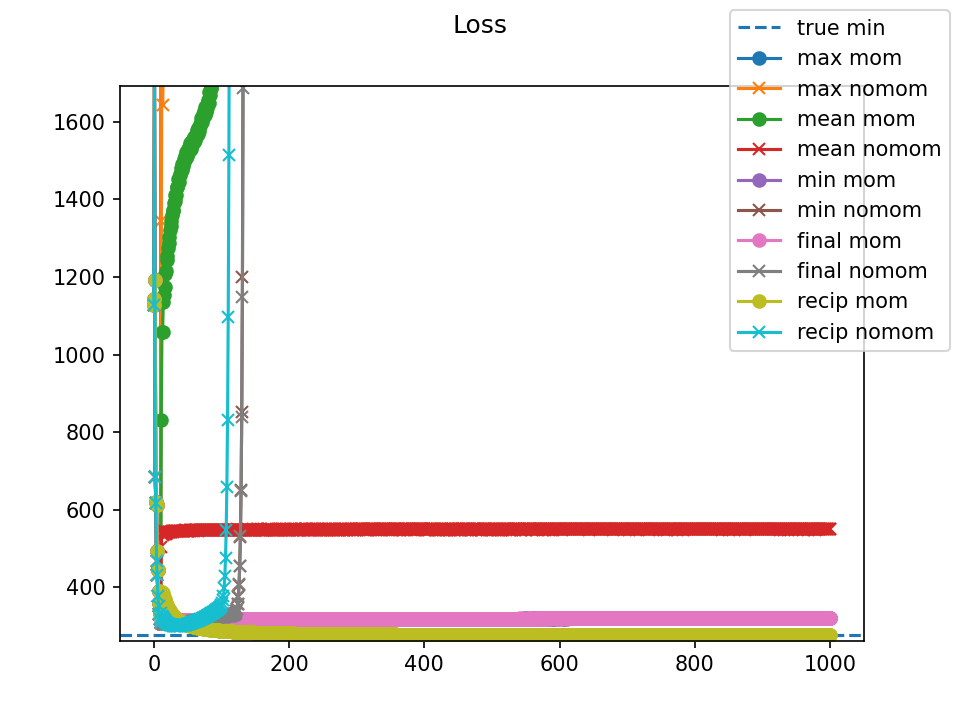 Loss
true min
max mom
max nomom
mean mom
mean nomom
min mom
min nomom
final mom
final nomom
recip mom
recip nomom
1600
1400
1200
1000
800
600
400
0
200
400
600
800
1000